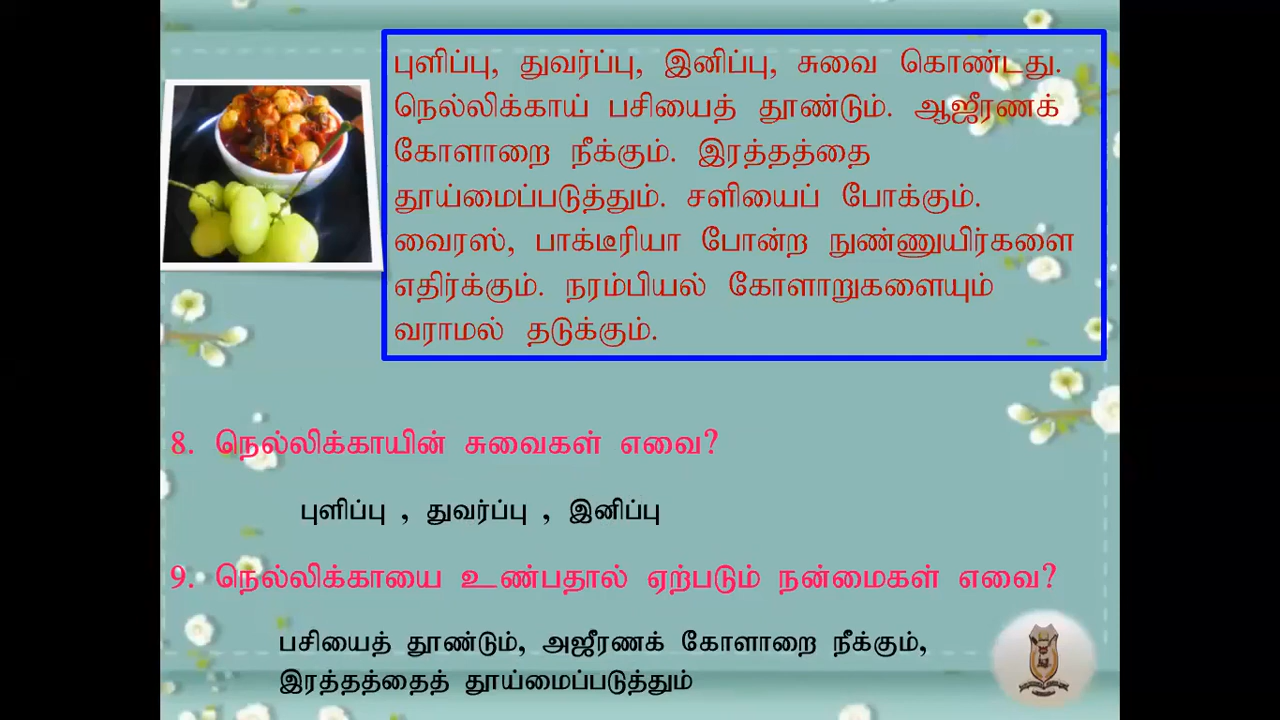 புளிப்பு, துவர்ப்பு, இனிப்பு, சுவை கொண்டது.
நெல்லிக்காய் பசியைத் தூண்டும். ஆஜீரணக்
கோளாறை நீக்கும். இரத்தத்தை
தூய்மைப்படுத்தும். சளியைப் போக்கும்.
வைரஸ், பாக்டீரியா போன்ற நுண்ணுயிர்களை
எதிர்க்கும். நரம்பியல் கோளாறுகளையும்
வராமல் தடுக்கும்.
8. நெல்லிக்காயின் சுவைகள் எவை?
புளிப்பு , துவர்ப்பு , இனிப்பு
9. நெல்லிக்காயை உண்பதால் ஏற்படும் நன்மைகள் எவை?
பசியைத் தூண்டும், அஜீரணக் கோளாறை நீக்கும்,
இரத்தத்தைத் தூய்மைப்படுத்தும்